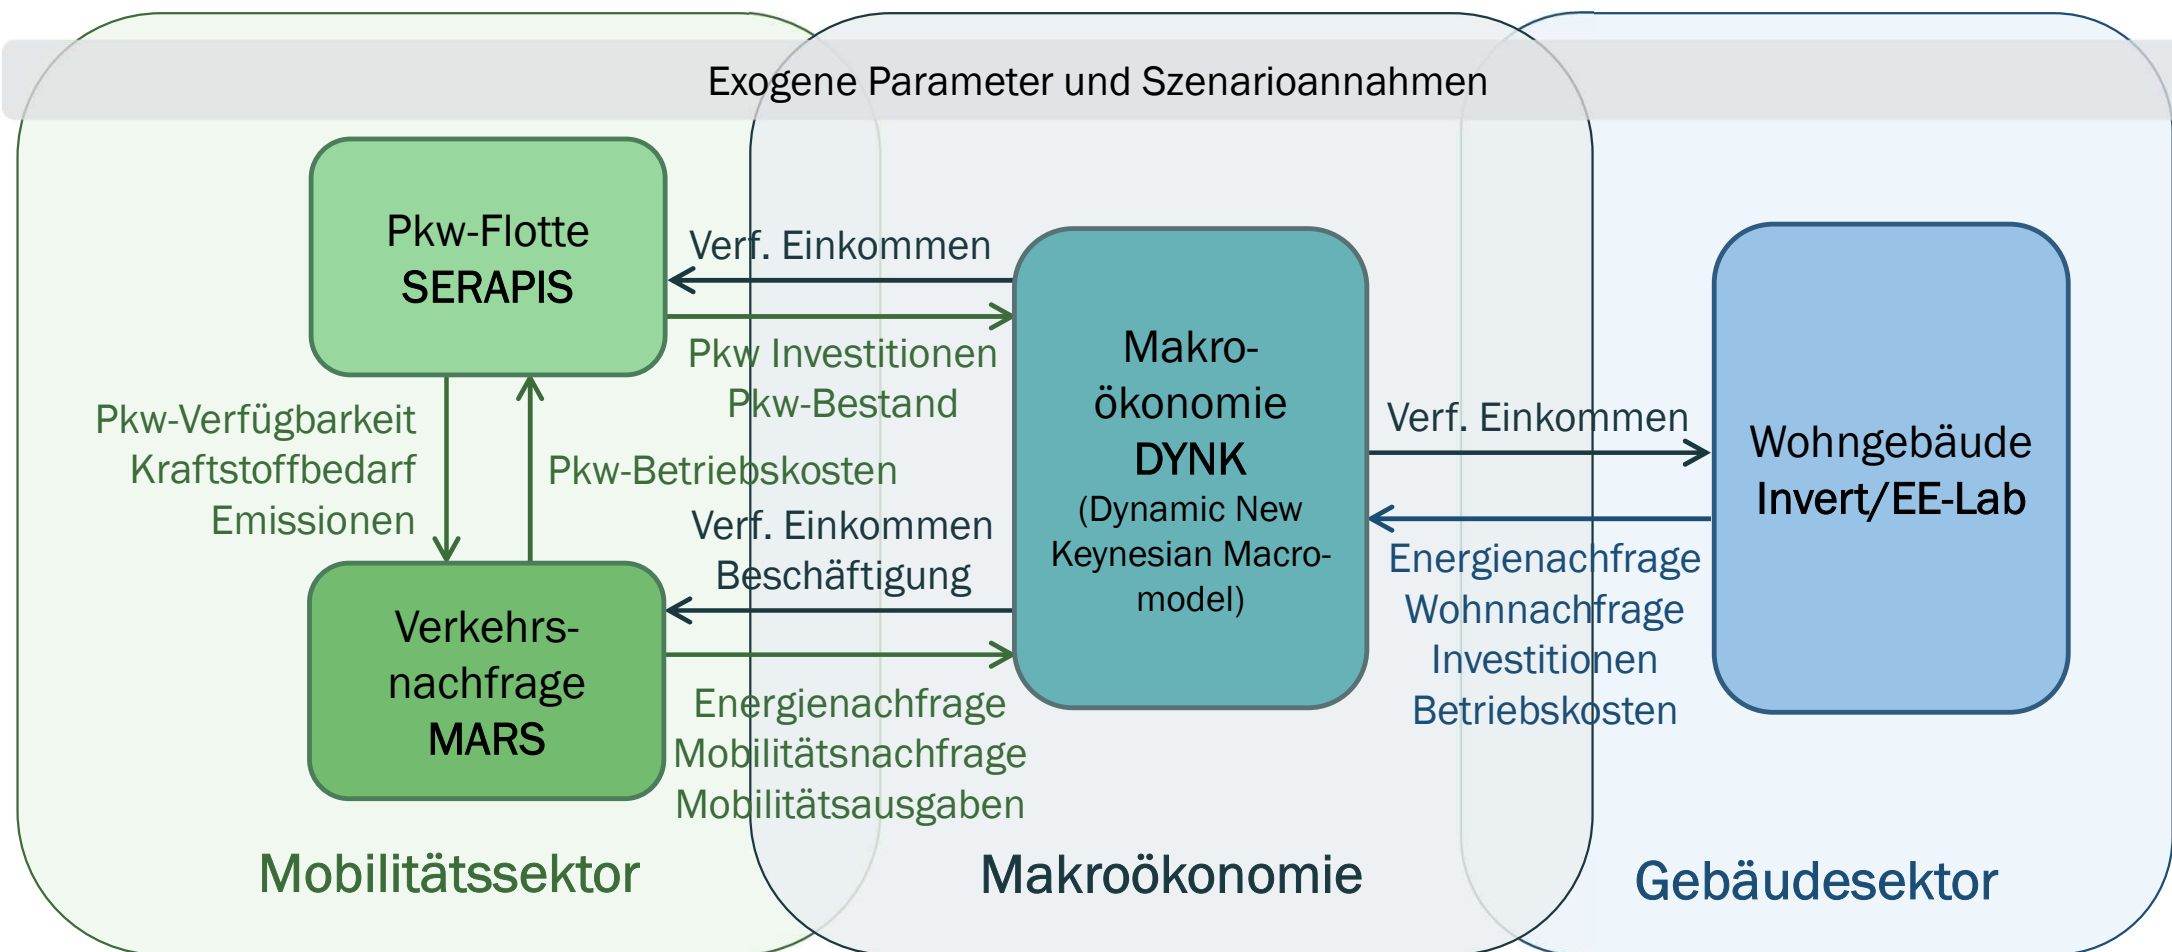 Exogene Parameter und Szenarioannahmen
Pkw-Flotte
SERAPIS
Verf. Einkommen
Pkw Investitionen
Pkw-Bestand
Pkw-Verfügbarkeit
Kraftstoffbedarf
Emissionen
Pkw-Betriebskosten
Verf. Einkommen
Beschäftigung
Verkehrs-
nachfrage
MARS
Energienachfrage
Mobilitätsnachfrage
Mobilitätsausgaben
Makro-
ökonomie
DYNK
(Dynamic New
Keynesian Macro-
model)
Verf. Einkommen
Energienachfrage
Wohnnachfrage
Investitionen
Betriebskosten
Wohngebäude
Invert/EE-Lab
Mobilitätssektor
Makroökonomie
Gebäudesektor